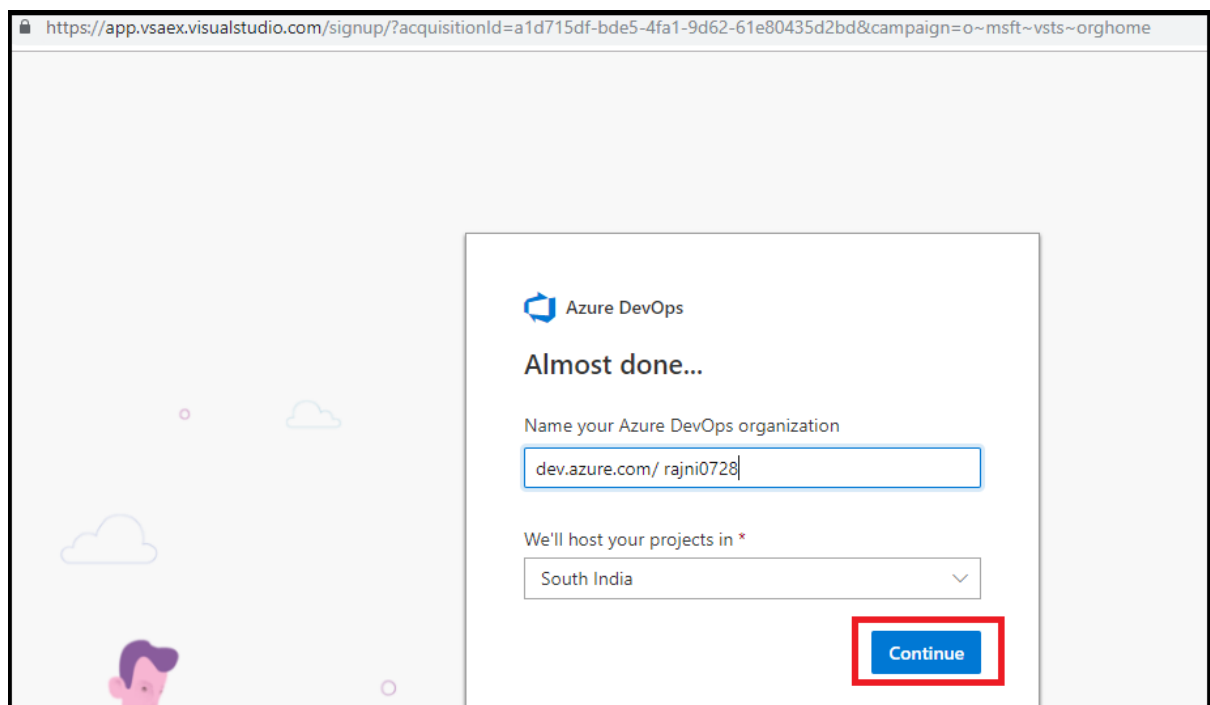 https://app.vsaex.visualstudio.com/signup/?acquisitionId=a1d715df-bde5-4fa1-9d62-61e80435d2bd&campaign=o~msft~vsts~orghome
Azure DevOps
Almost done...
Name your Azure DevOps organization
dev.azure.com/ rajni0728
We'll host your projects in *
South India
Continue